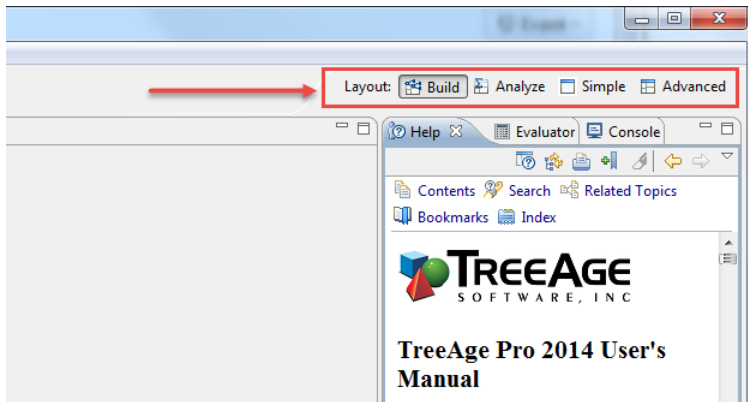 Layout: Build Analyze Simple Advanced
Help Evaluator Console
Contents Search Related Topics
Bookmarks Index
TREEAGE
SOFTWARE, INC
TreeAge Pro 2014 User's
Manual